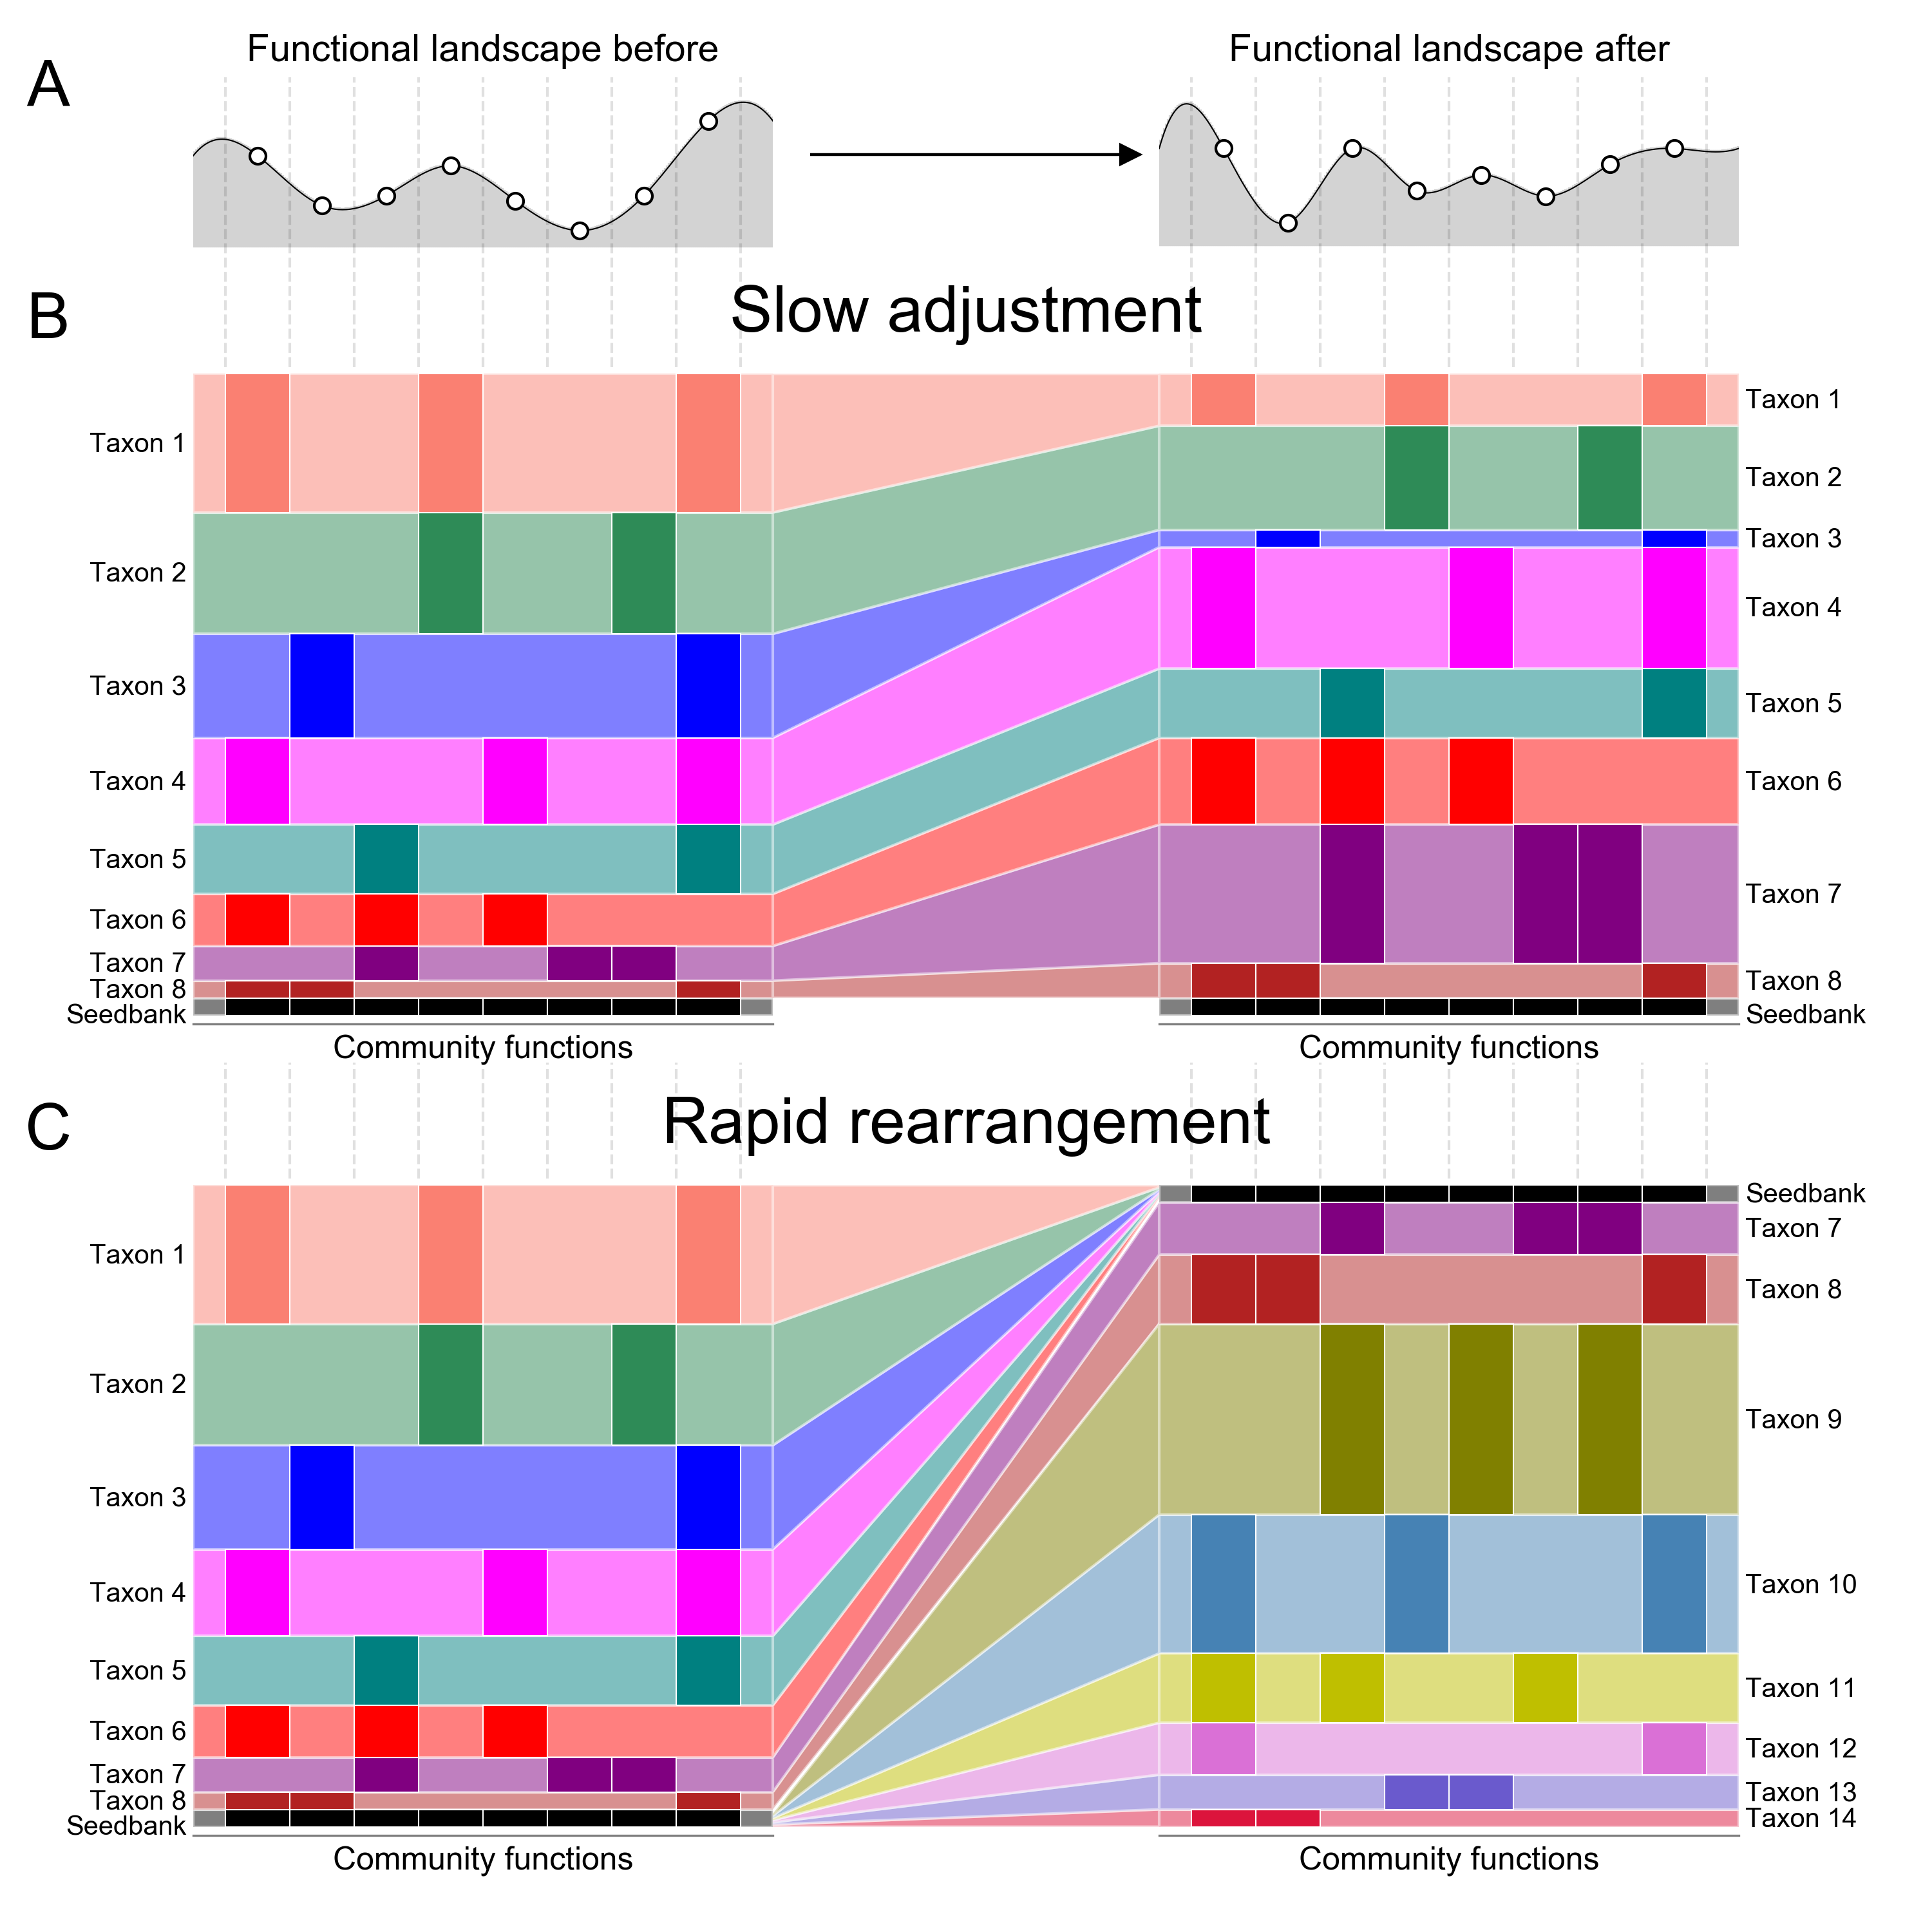 A
Functional landscape before
Functional landscape after
B
Slow adjustment
Taxon 1
Taxon 2
Taxon 3
Taxon 4
Taxon 5
Taxon 6
Taxon 7
Taxon 8
Seedbank
Taxon 1
Taxon 2
Taxon 3
Taxon 4
Taxon 5
Taxon 6
Taxon 7
Taxon 8
Seedbank
Community functions
Community functions
C
Rapid rearrangement
Taxon 1
Taxon 2
Taxon 3
Taxon 4
Taxon 5
Taxon 6
Taxon 7
Taxon 8
Seedbank
Seedbank
Taxon 7
Taxon 8
Taxon 9
Taxon 10
Taxon 11
Taxon 12
Taxon 13
Taxon 14
Community functions
Community functions